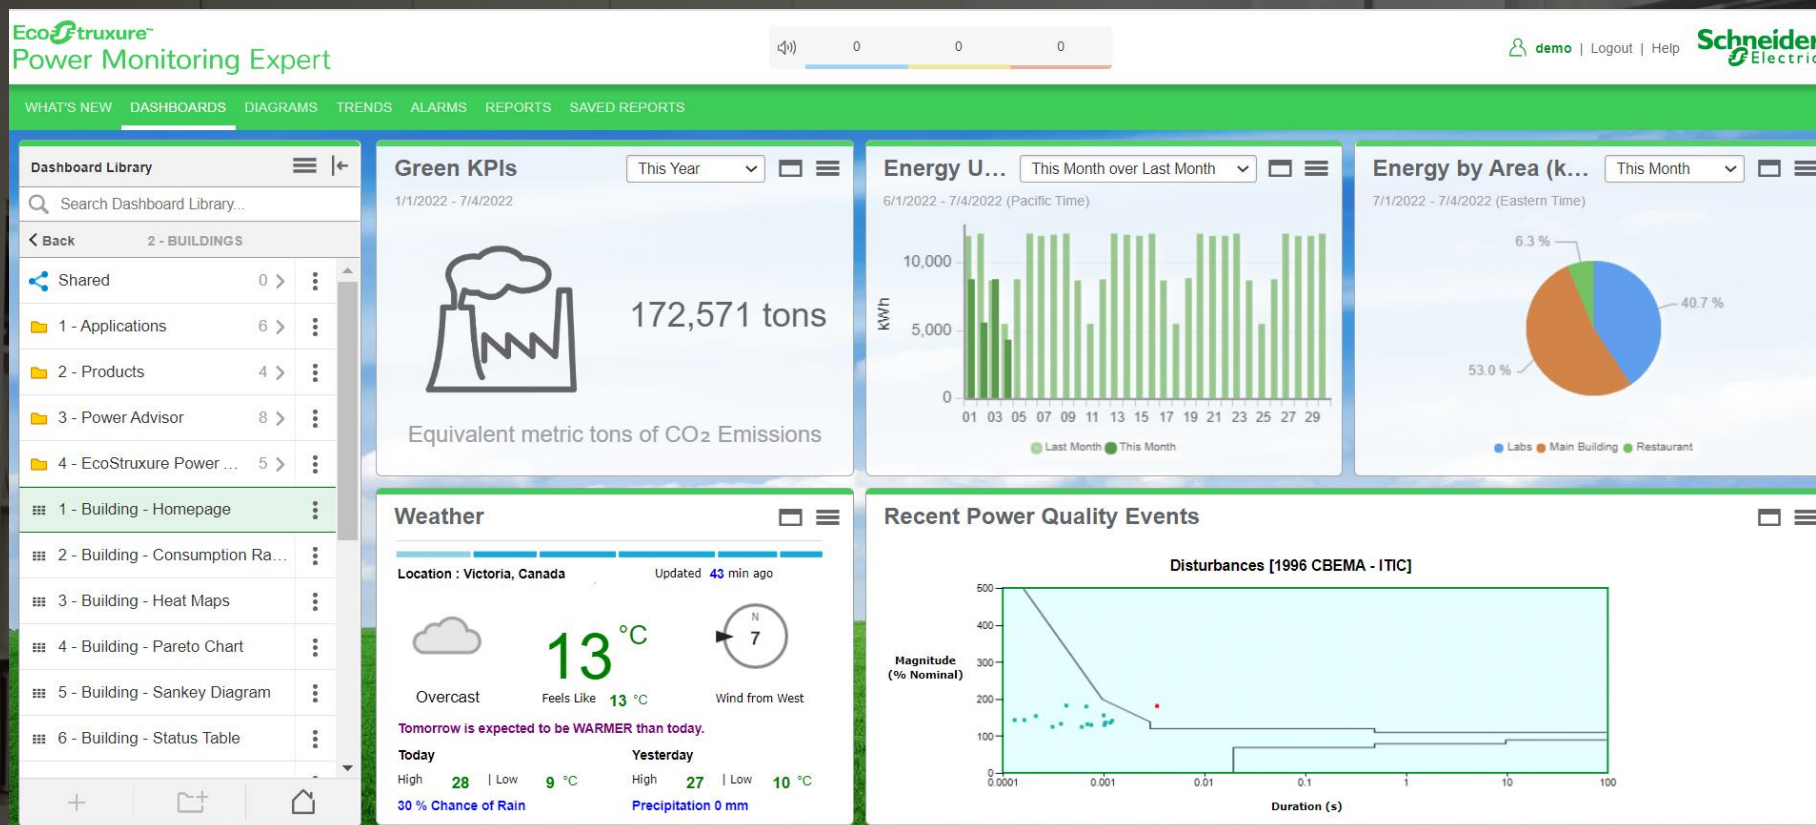 EcoStruxure™
Power Monitoring Expert
0 0 0
demo | Logout | Help
Schneider
Electric
WHAT'S NEW DASHBOARDS DIAGRAMS TRENDS ALARMS REPORTS SAVED REPORTS
Dashboard Library
Search Dashboard Library...
Back 2 - BUILDINGS
Shared 0
1 - Applications 6
2 - Products 4
3 - Power Advisor 8
4 - EcoStruxure Power ... 5
1 - Building - Homepage
2 - Building - Consumption Ra...
3 - Building - Heat Maps
4 - Building - Pareto Chart
5 - Building - Sankey Diagram
6 - Building - Status Table
Green KPIs This Year
1/1/2022 - 7/4/2022
172,571 tons
Equivalent metric tons of CO2 Emissions
Energy U... This Month over Last Month
6/1/2022 - 7/4/2022 (Pacific Time)
kWh
10,000
5,000
0
01 03 05 07 09 11 13 15 17 19 21 23 25 27 29
Last Month This Month
Energy by Area (k... This Month
7/1/2022 - 7/4/2022 (Eastern Time)
6.3 %
40.7 %
53.0 %
Labs Main Building Restaurant
Weather
Location : Victoria, Canada Updated 43 min ago
13 °C
N
7
Overcast Feels Like 13 °C Wind from West
Tomorrow is expected to be WARMER than today.
Today Yesterday
High 28 | Low 9 °C High 27 | Low 10 °C
30 % Chance of Rain Precipitation 0 mm
Recent Power Quality Events
Disturbances [1996 CBEMA - ITIC]
Magnitude
(% Nominal)
500
400
300
200
100
0
0.0001 0.001 0.01 0.1 1 10 100
Duration (s)